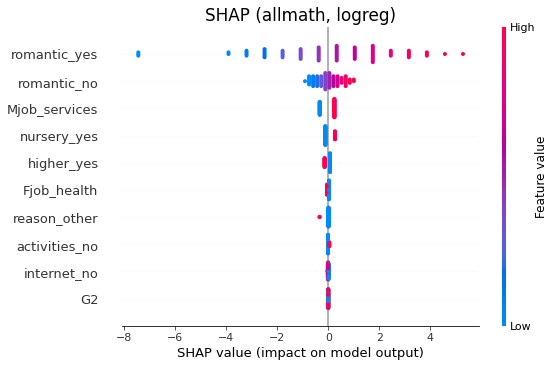 SHAP (allmath, logreg)
High
romantic_yes
romantic_no
Mjob_services
nursery_yes
higher_yes
Fjob_health
reason_other
activities_no
internet_no
G2
Feature value
Low
−8 −6 −4 −2 0 2 4
SHAP value (impact on model output)